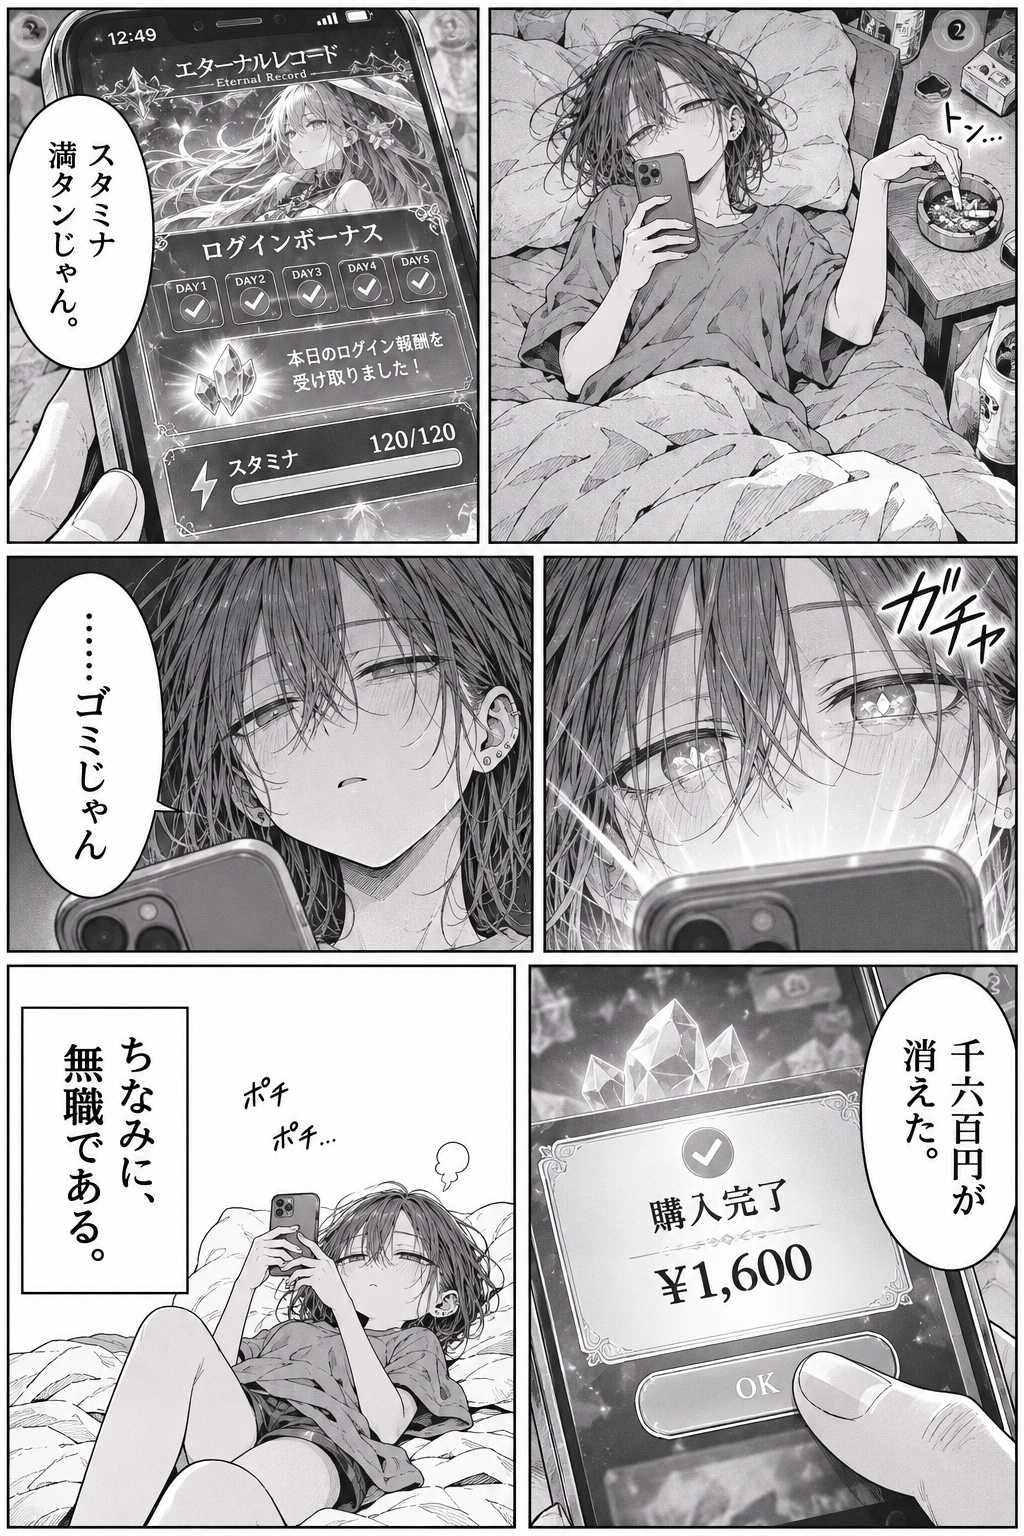 トン…
12:49
エターナルレコード
Eternal Record
スタミナ
満タンじゃん。
ログインボーナス
DAY1 DAY2 DAY3 DAY4 DAY5
本日のログイン報酬を
受け取りました！
スタミナ 120/120
ガチャ
……ゴミじゃん
千六百円が
消えた。
購入完了
¥1,600
OK
ちなみに、
無職である。
ポチ
ポチ…